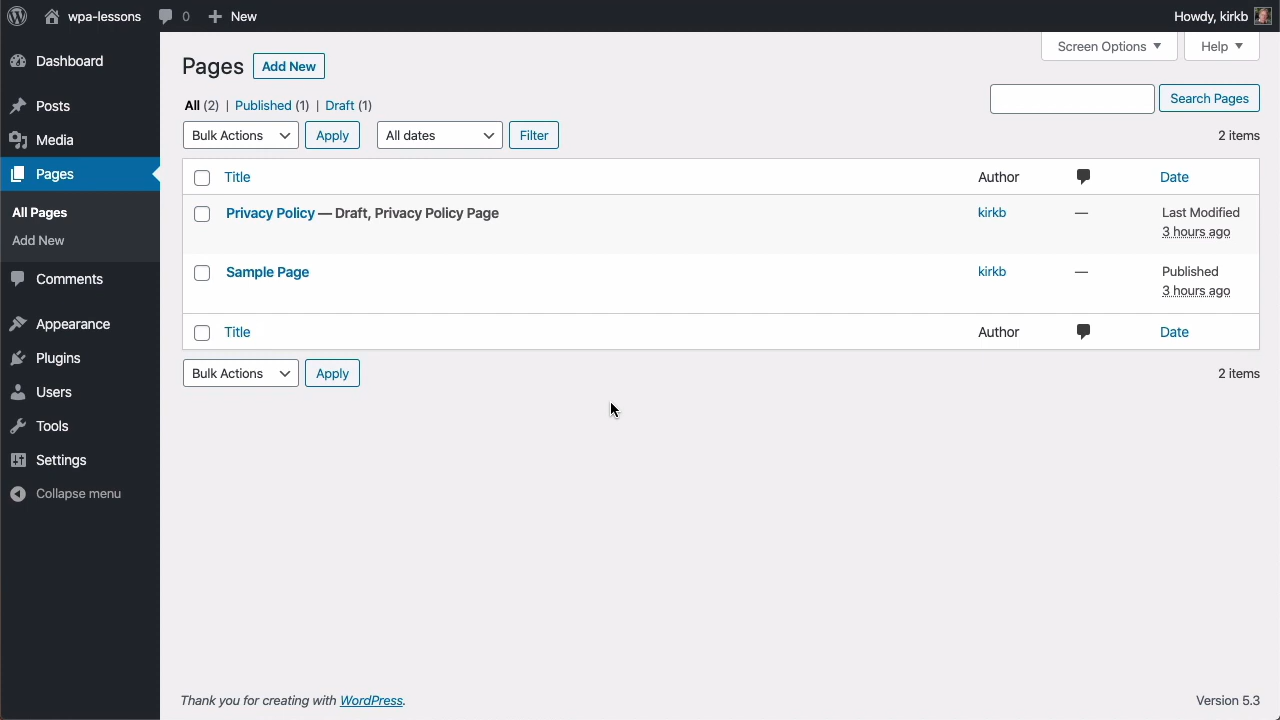 wpa-lessons 0 New Howdy, kirkb
Screen Options Help
Dashboard
Posts
Media
Pages
All Pages
Add New
Comments
Appearance
Plugins
Users
Tools
Settings
Collapse menu
Pages Add New
All (2) | Published (1) | Draft (1)
Search Pages
Bulk Actions Apply All dates Filter 2 items
Title Author Date
Privacy Policy — Draft, Privacy Policy Page kirkb — Last Modified
3 hours ago
Sample Page kirkb — Published
3 hours ago
Title Author Date
Bulk Actions Apply 2 items
Thank you for creating with WordPress. Version 5.3